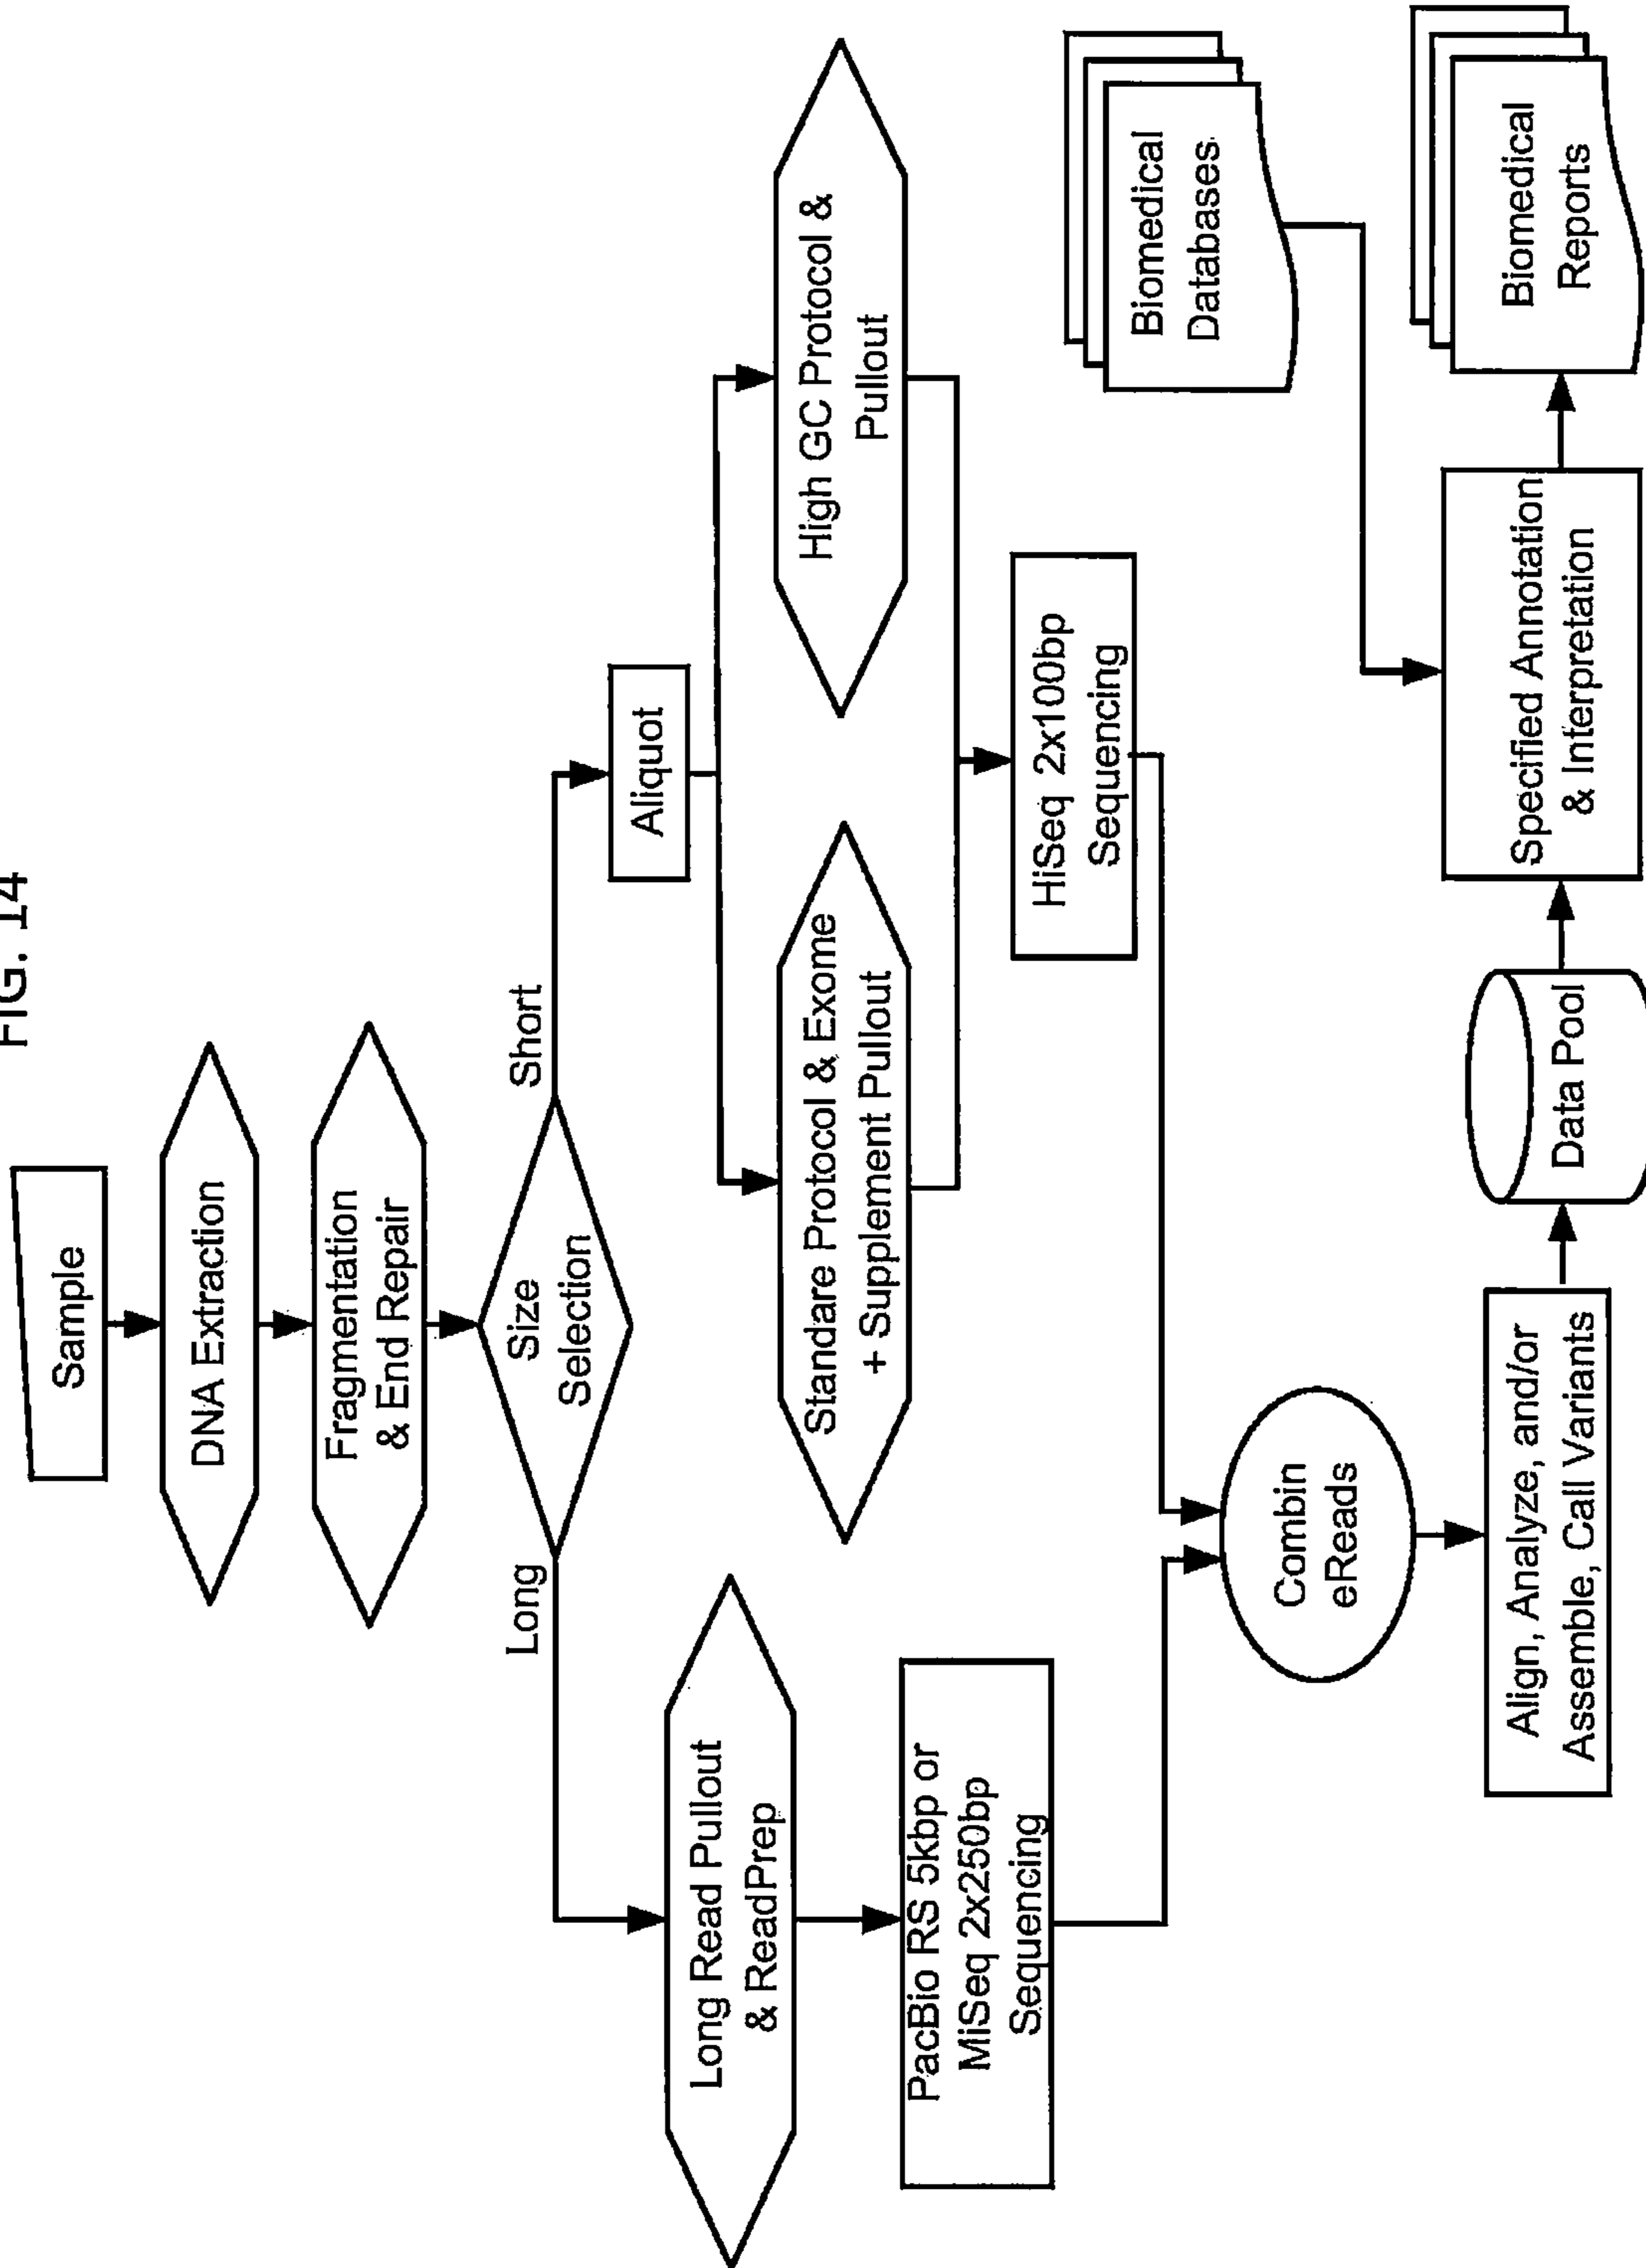 FIG. 14
Sample
DNA Extraction
Fragmentation
& End Repair
Size
Selection
Long
Short
Long Read Pullout
& ReadPrep
PacBio RS 5kbp or
MiSeq 2x250bp
Sequencing
Aliquot
Standare Protocol & Exome
+ Supplement Pullout
High GC Protocol &
Pullout
HiSeq 2x100bp
Sequencing
Combin
eReads
Align, Analyze, and/or
Assemble, Call Variants
Data Pool
Specified Annotation
& Interpretation
Biomedical
Databases
Biomedical
Reports